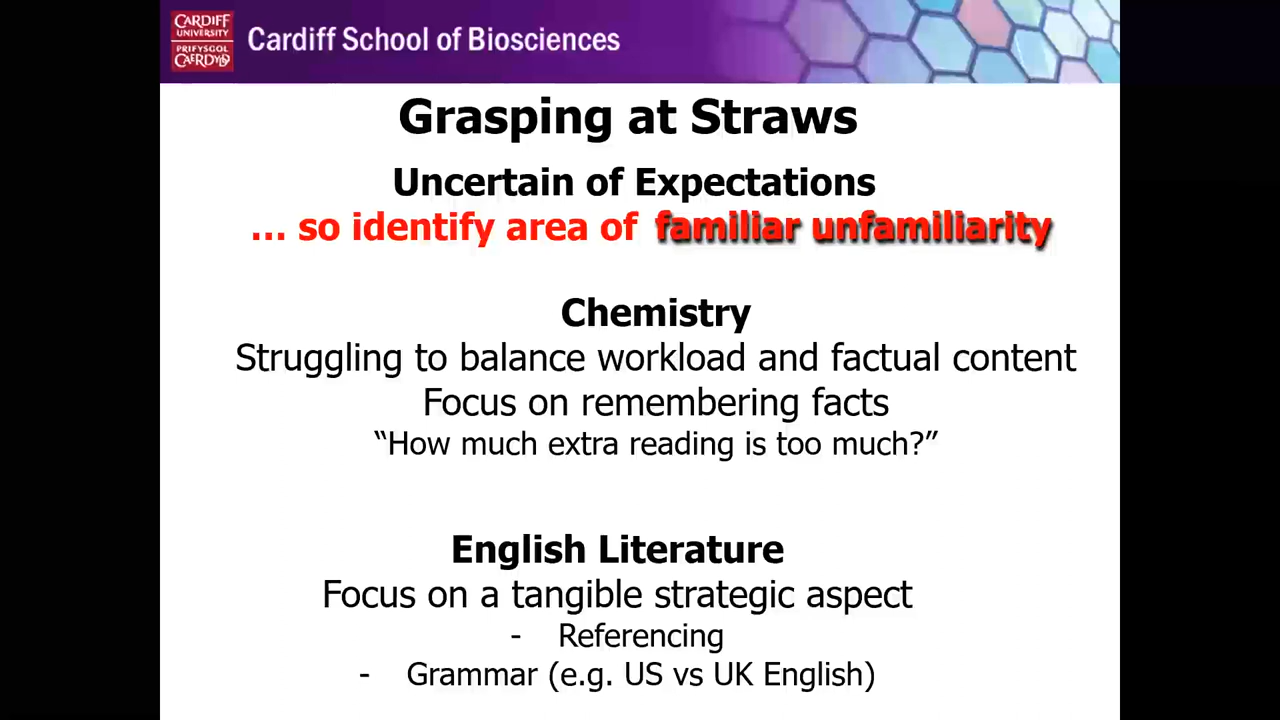 CARDIFF
UNIVERSITY
PRIFYSGOL
CAERDYDD
Cardiff School of Biosciences
Grasping at Straws
Uncertain of Expectations
... so identify area of familiar unfamiliarity
Chemistry
Struggling to balance workload and factual content
Focus on remembering facts
“How much extra reading is too much?”
English Literature
Focus on a tangible strategic aspect
- Referencing
- Grammar (e.g. US vs UK English)